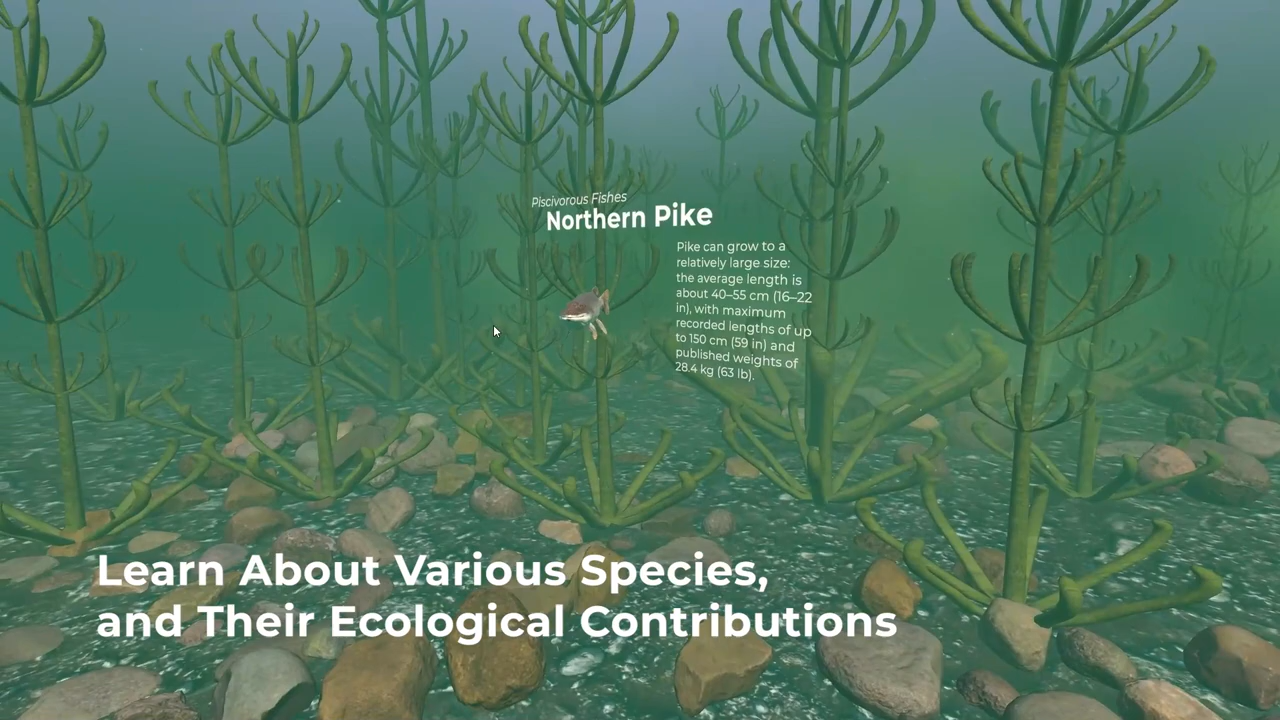 Piscivorous Fishes
Northern Pike
Pike can grow to a
relatively large size:
the average length is
about 40–55 cm (16–22
in), with maximum
recorded lengths of up
to 150 cm (59 in) and
published weights of
28.4 kg (63 lb).
Learn About Various Species,
and Their Ecological Contributions